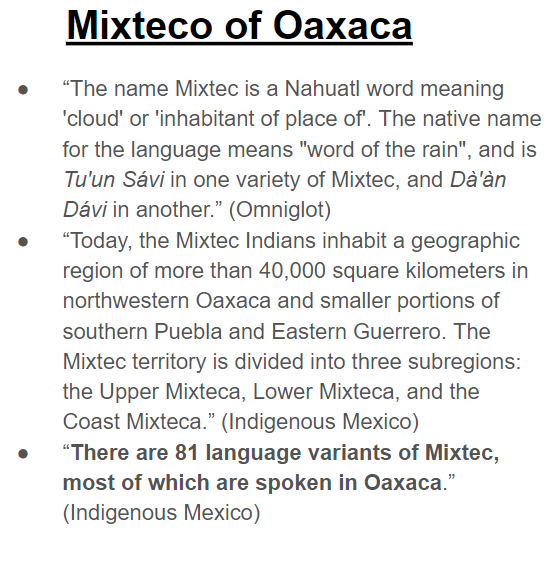 Mixteco of Oaxaca
● “The name Mixtec is a Nahuatl word meaning
'cloud' or 'inhabitant of place of'. The native name
for the language means "word of the rain", and is
Tu'un Sávi in one variety of Mixtec, and Dà'àn
Dávi in another.” (Omniglot)
● “Today, the Mixtec Indians inhabit a geographic
region of more than 40,000 square kilometers in
northwestern Oaxaca and smaller portions of
southern Puebla and Eastern Guerrero. The
Mixtec territory is divided into three subregions:
the Upper Mixteca, Lower Mixteca, and the
Coast Mixteca.” (Indigenous Mexico)
● “There are 81 language variants of Mixtec,
most of which are spoken in Oaxaca.”
(Indigenous Mexico)